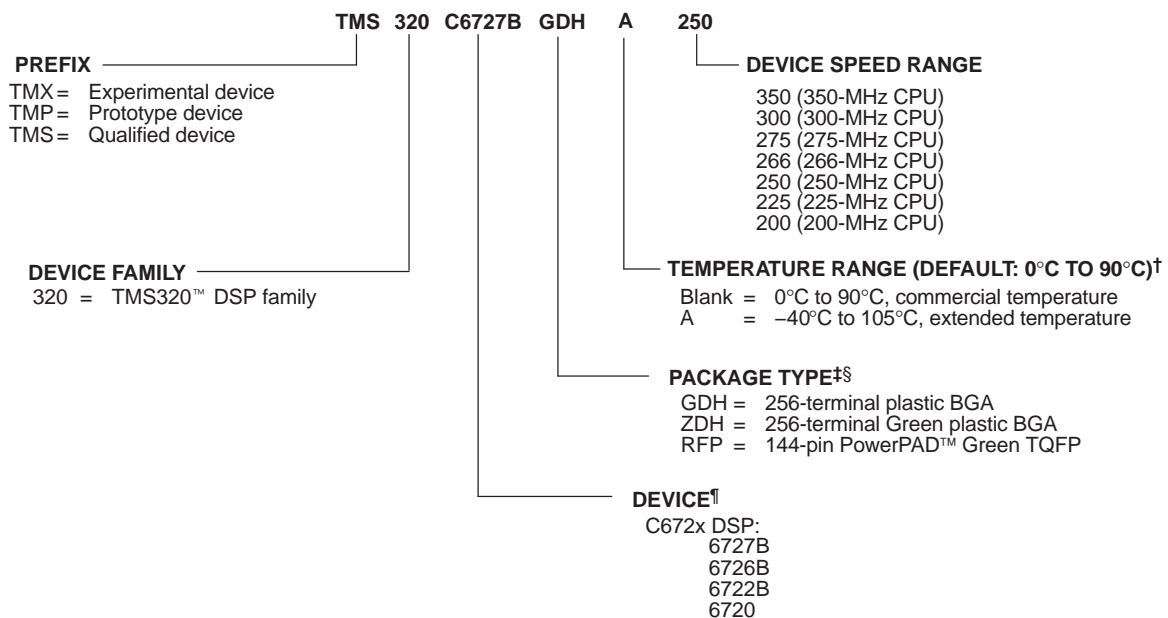 TMS 320 C6727B GDH A 250
PREFIX
TMX = Experimental device
TMP = Prototype device
TMS = Qualified device
DEVICE SPEED RANGE
350 (350-MHz CPU)
300 (300-MHz CPU)
275 (275-MHz CPU)
266 (266-MHz CPU)
250 (250-MHz CPU)
225 (225-MHz CPU)
200 (200-MHz CPU)
DEVICE FAMILY
320 = TMS320™ DSP family
TEMPERATURE RANGE (DEFAULT: 0°C TO 90°C)†
Blank = 0°C to 90°C, commercial temperature
A = −40°C to 105°C, extended temperature
PACKAGE TYPE‡§
GDH = 256-terminal plastic BGA
ZDH = 256-terminal Green plastic BGA
RFP = 144-pin PowerPAD™ Green TQFP
DEVICE¶
C672x DSP:
6727B
6726B
6722B
6720